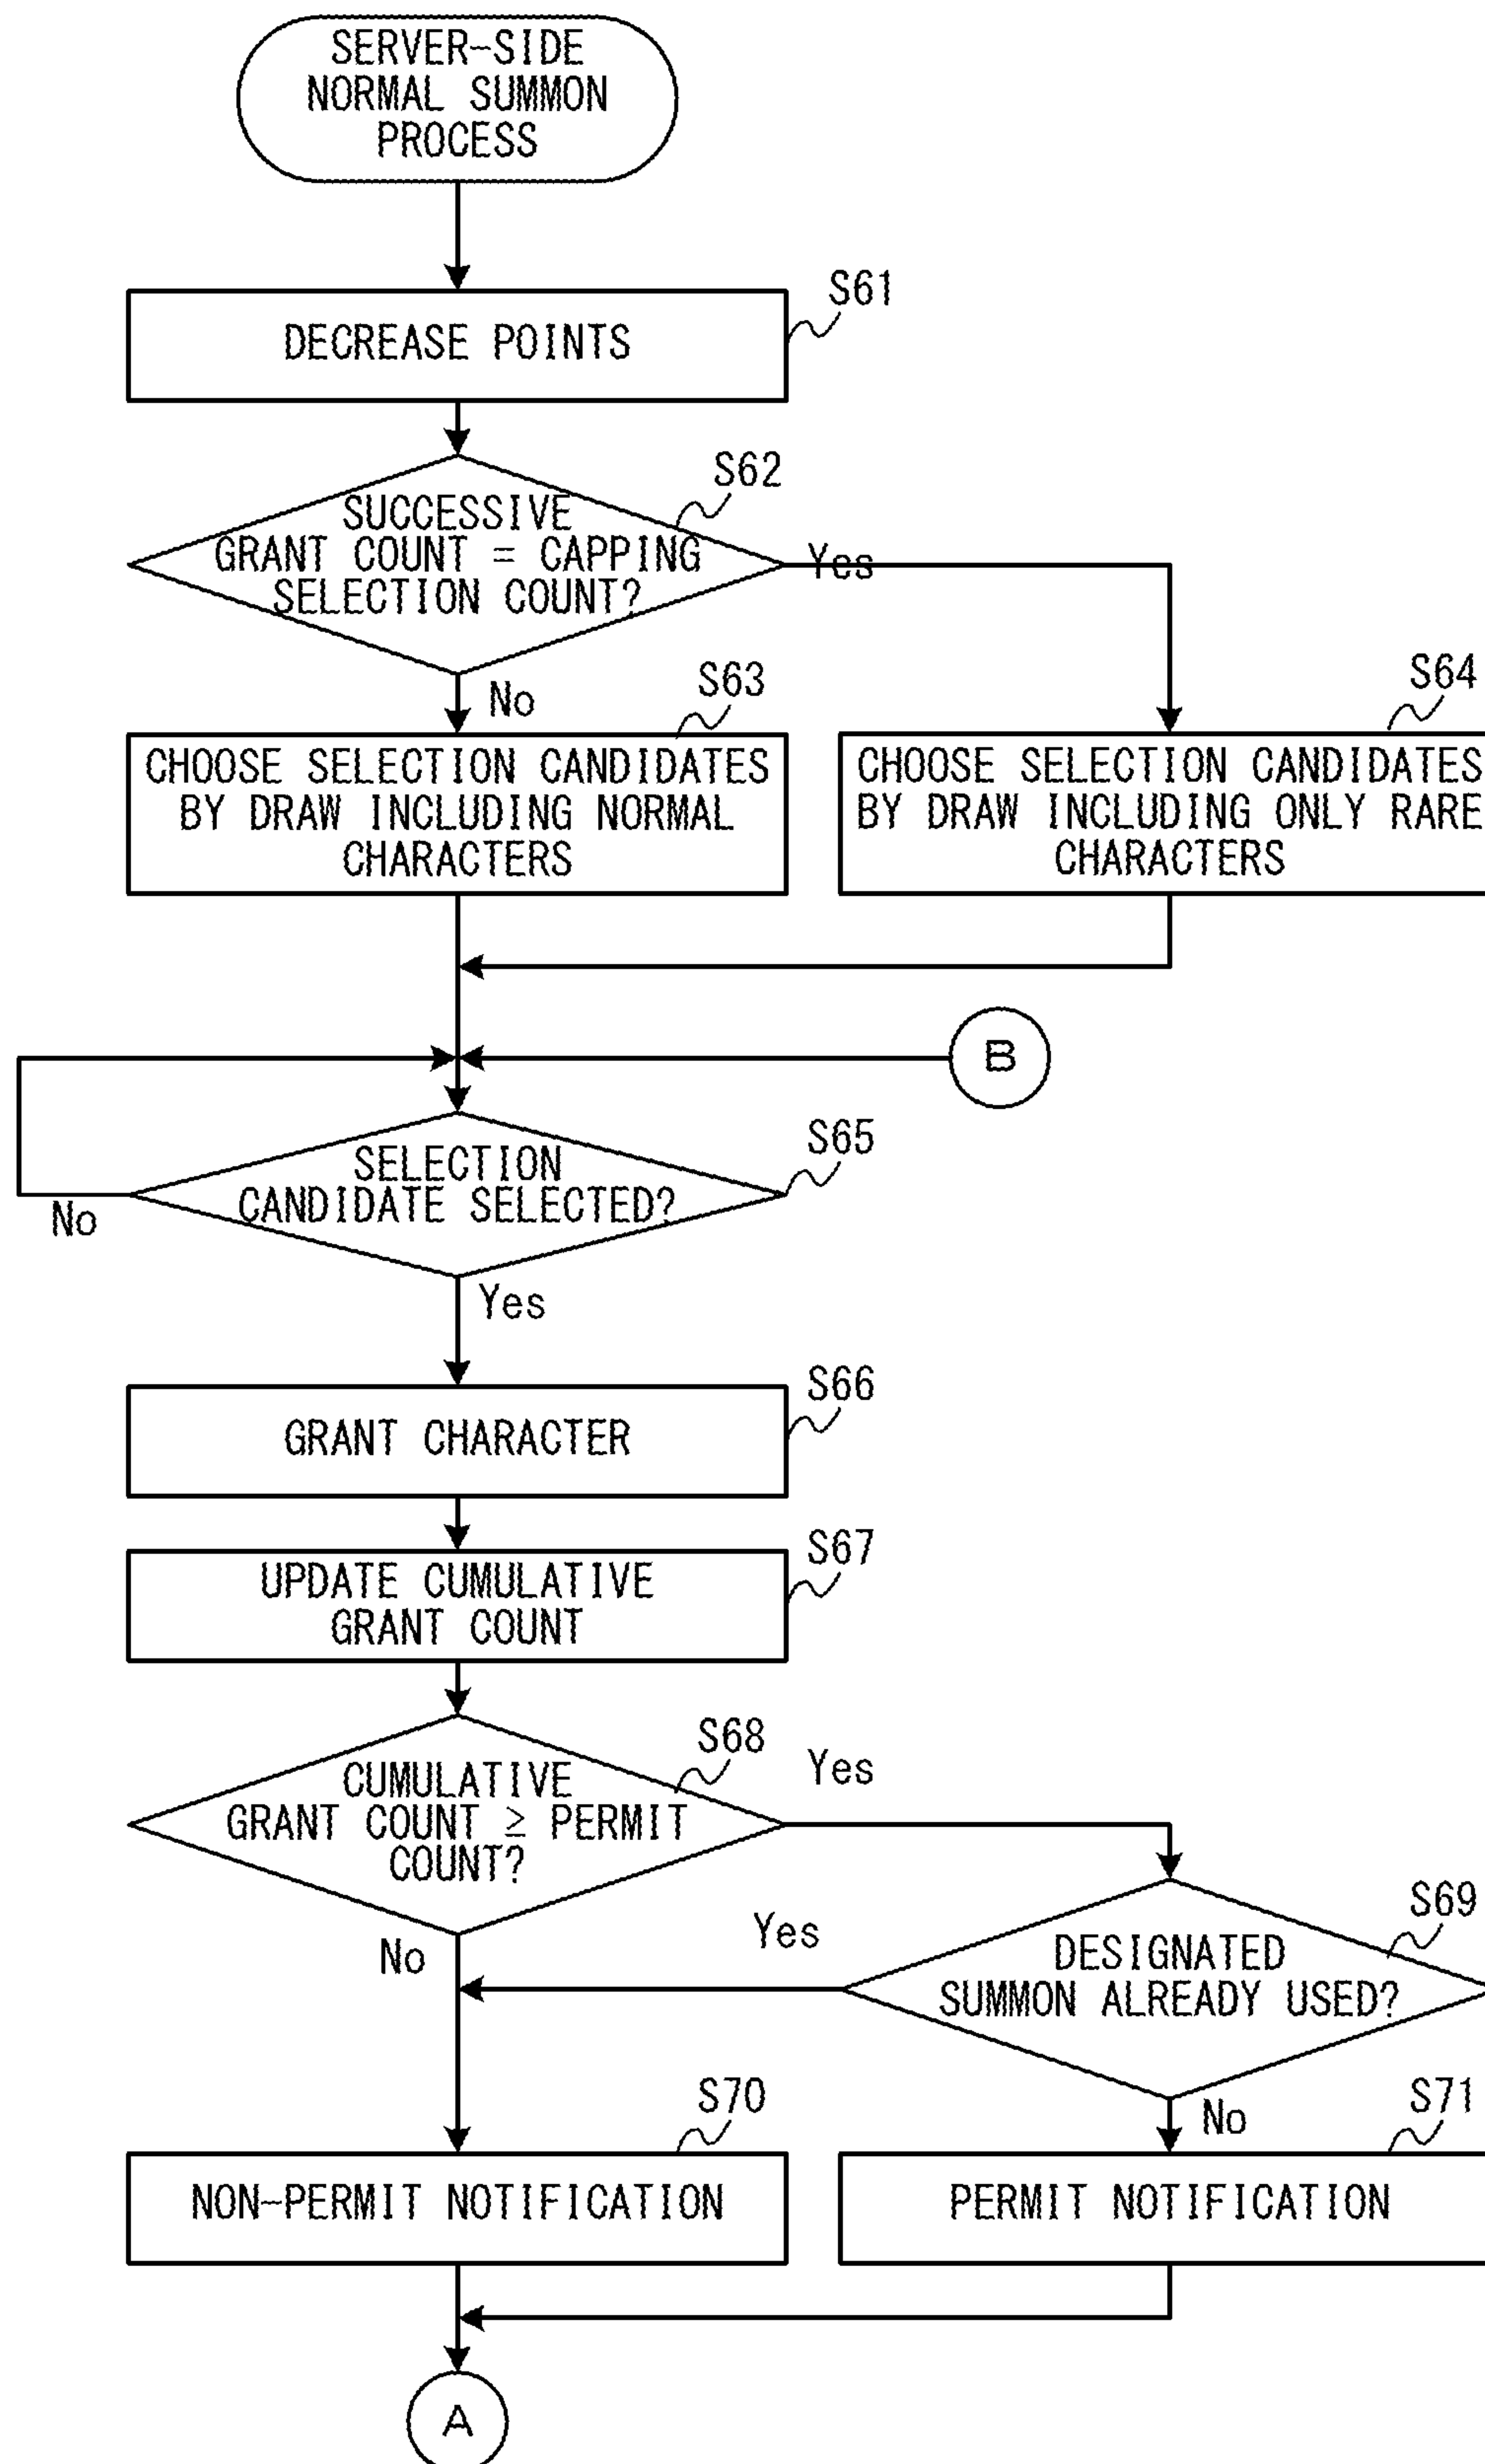 SERVER-SIDE
NORMAL SUMMON
PROCESS
S61
DECREASE POINTS
S62
SUCCESSIVE
GRANT COUNT = CAPPING
SELECTION COUNT?
Yes
No
S63
CHOOSE SELECTION CANDIDATES
BY DRAW INCLUDING NORMAL
CHARACTERS
S64
CHOOSE SELECTION CANDIDATES
BY DRAW INCLUDING ONLY RARE
CHARACTERS
B
S65
SELECTION
CANDIDATE SELECTED?
No
Yes
S66
GRANT CHARACTER
S67
UPDATE CUMULATIVE
GRANT COUNT
S68
CUMULATIVE
GRANT COUNT ≥ PERMIT
COUNT?
Yes
No
S69
DESIGNATED
SUMMON ALREADY USED?
Yes
No
S70
NON-PERMIT NOTIFICATION
S71
PERMIT NOTIFICATION
A